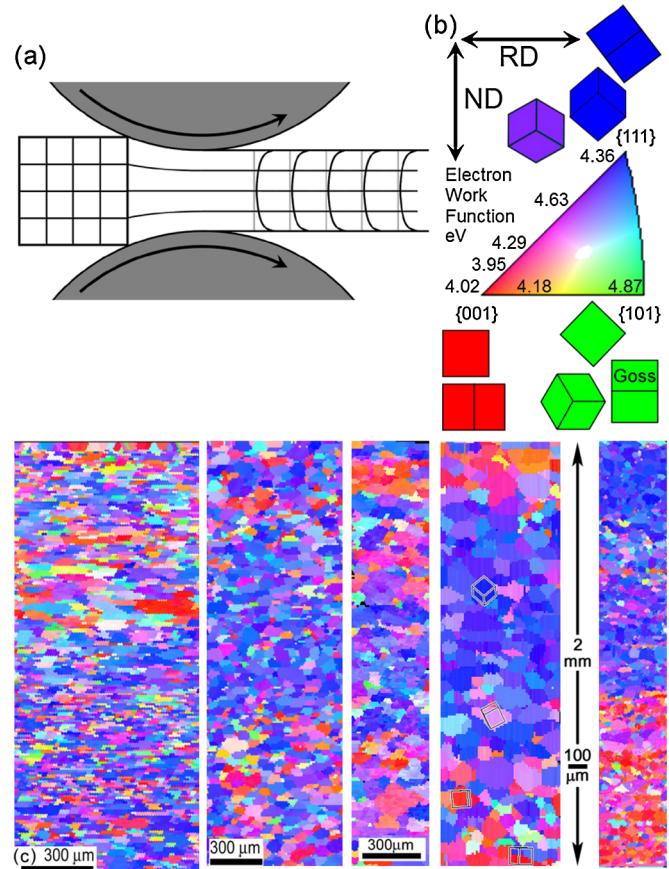 (a)
(b)
RD
ND
{111}
Electron
Work
Function
eV
4.36
4.63
4.29
3.95
4.02
4.18
4.87
{001}
{101}
Goss
2
mm
100
μm
(c)
300 μm
300 μm
300μm